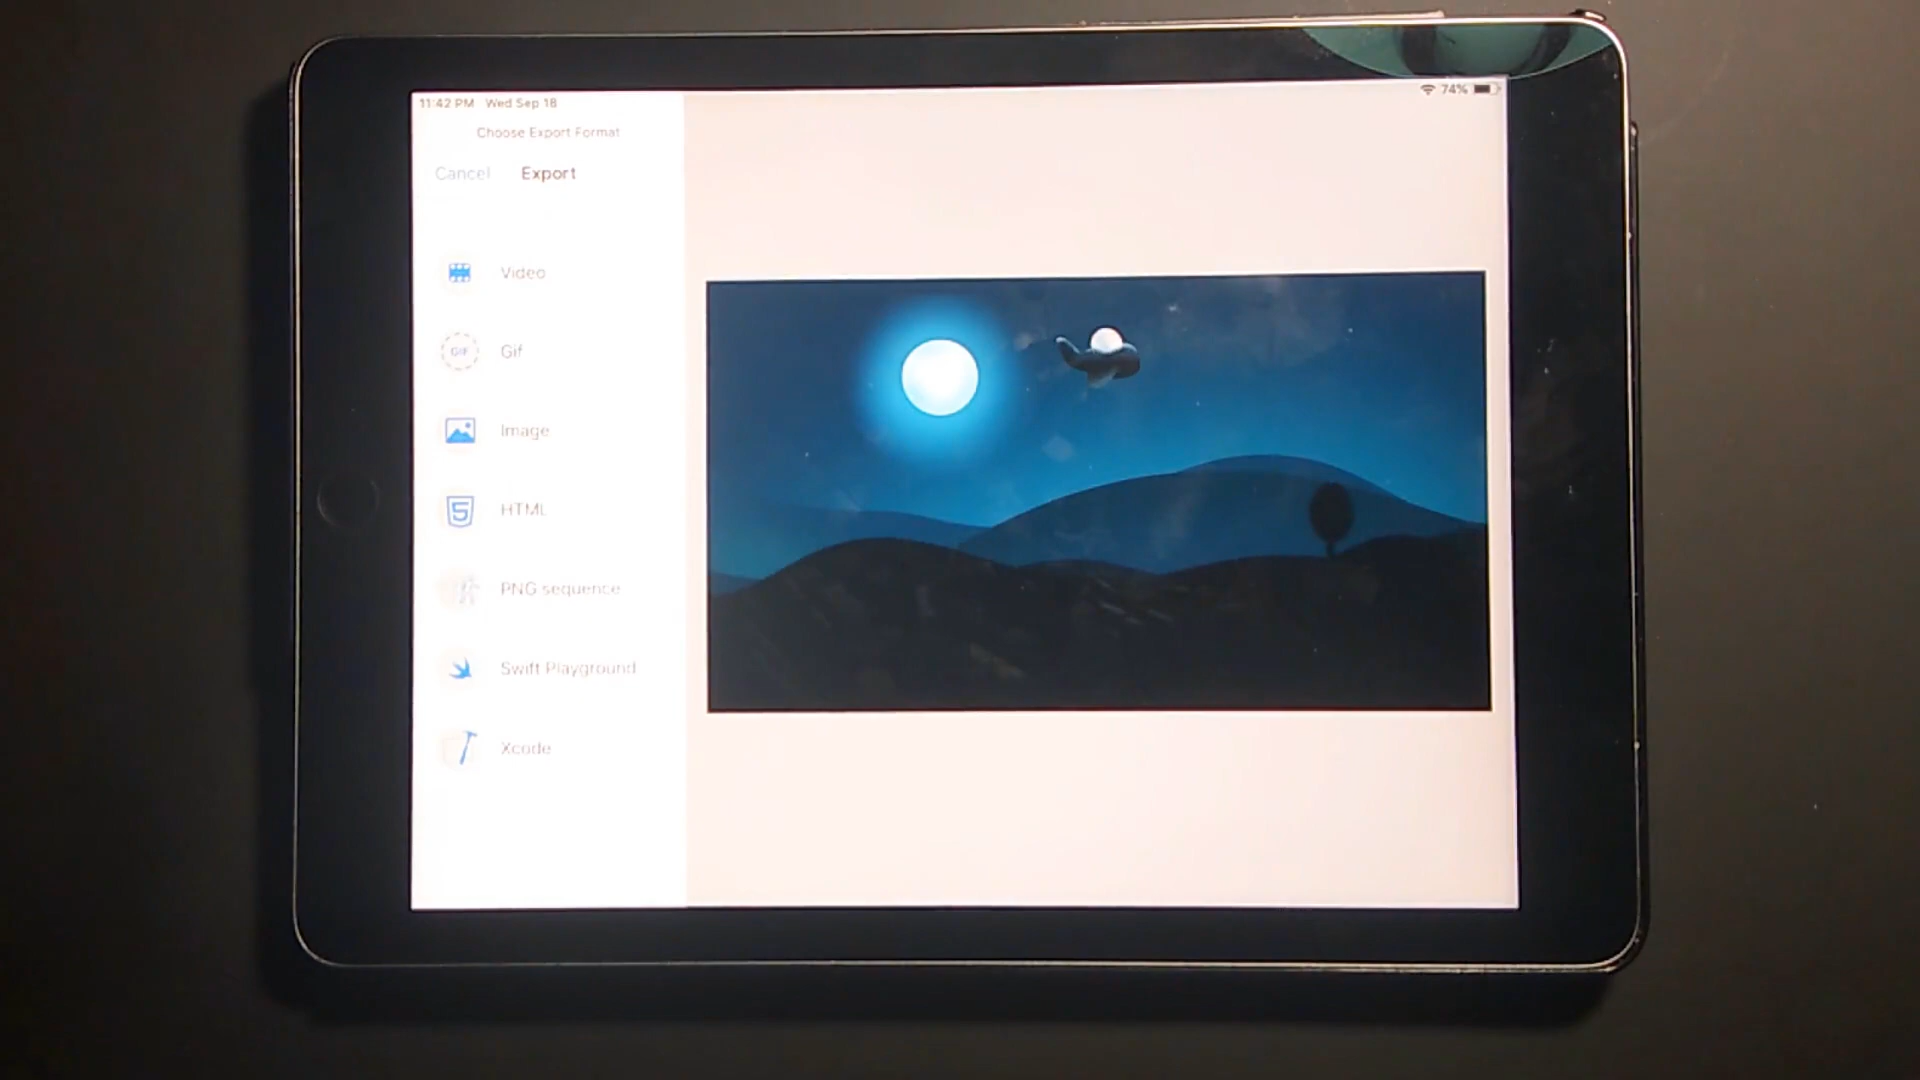 11:42 PM Wed Sep 18
74%
Choose Export Format
Cancel Export
Video
GIF Gif
Image
5 HTML
PNG sequence
Swift Playground
Xcode